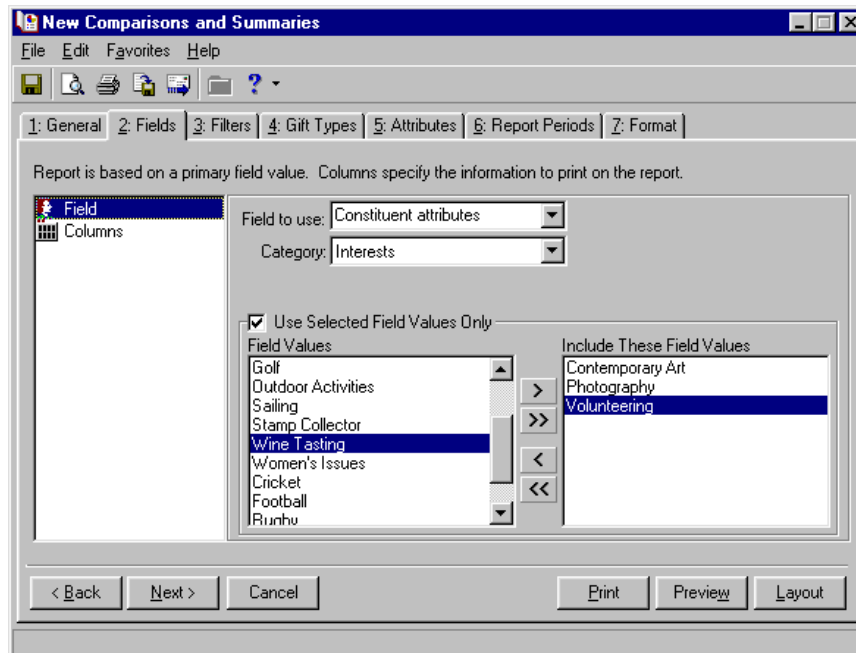 New Comparisons and Summaries
File Edit Favorites Help
1: General 2: Fields 3: Filters 4: Gift Types 5: Attributes 6: Report Periods 7: Format
Report is based on a primary field value. Columns specify the information to print on the report.
Field
Columns
Field to use: Constituent attributes
Category: Interests
Use Selected Field Values Only
Field Values
Golf
Outdoor Activities
Sailing
Stamp Collector
Wine Tasting
Women's Issues
Cricket
Football
Rugby
>
>>
<
<<
Include These Field Values
Contemporary Art
Photography
Volunteering
< Back Next > Cancel Print Preview Layout